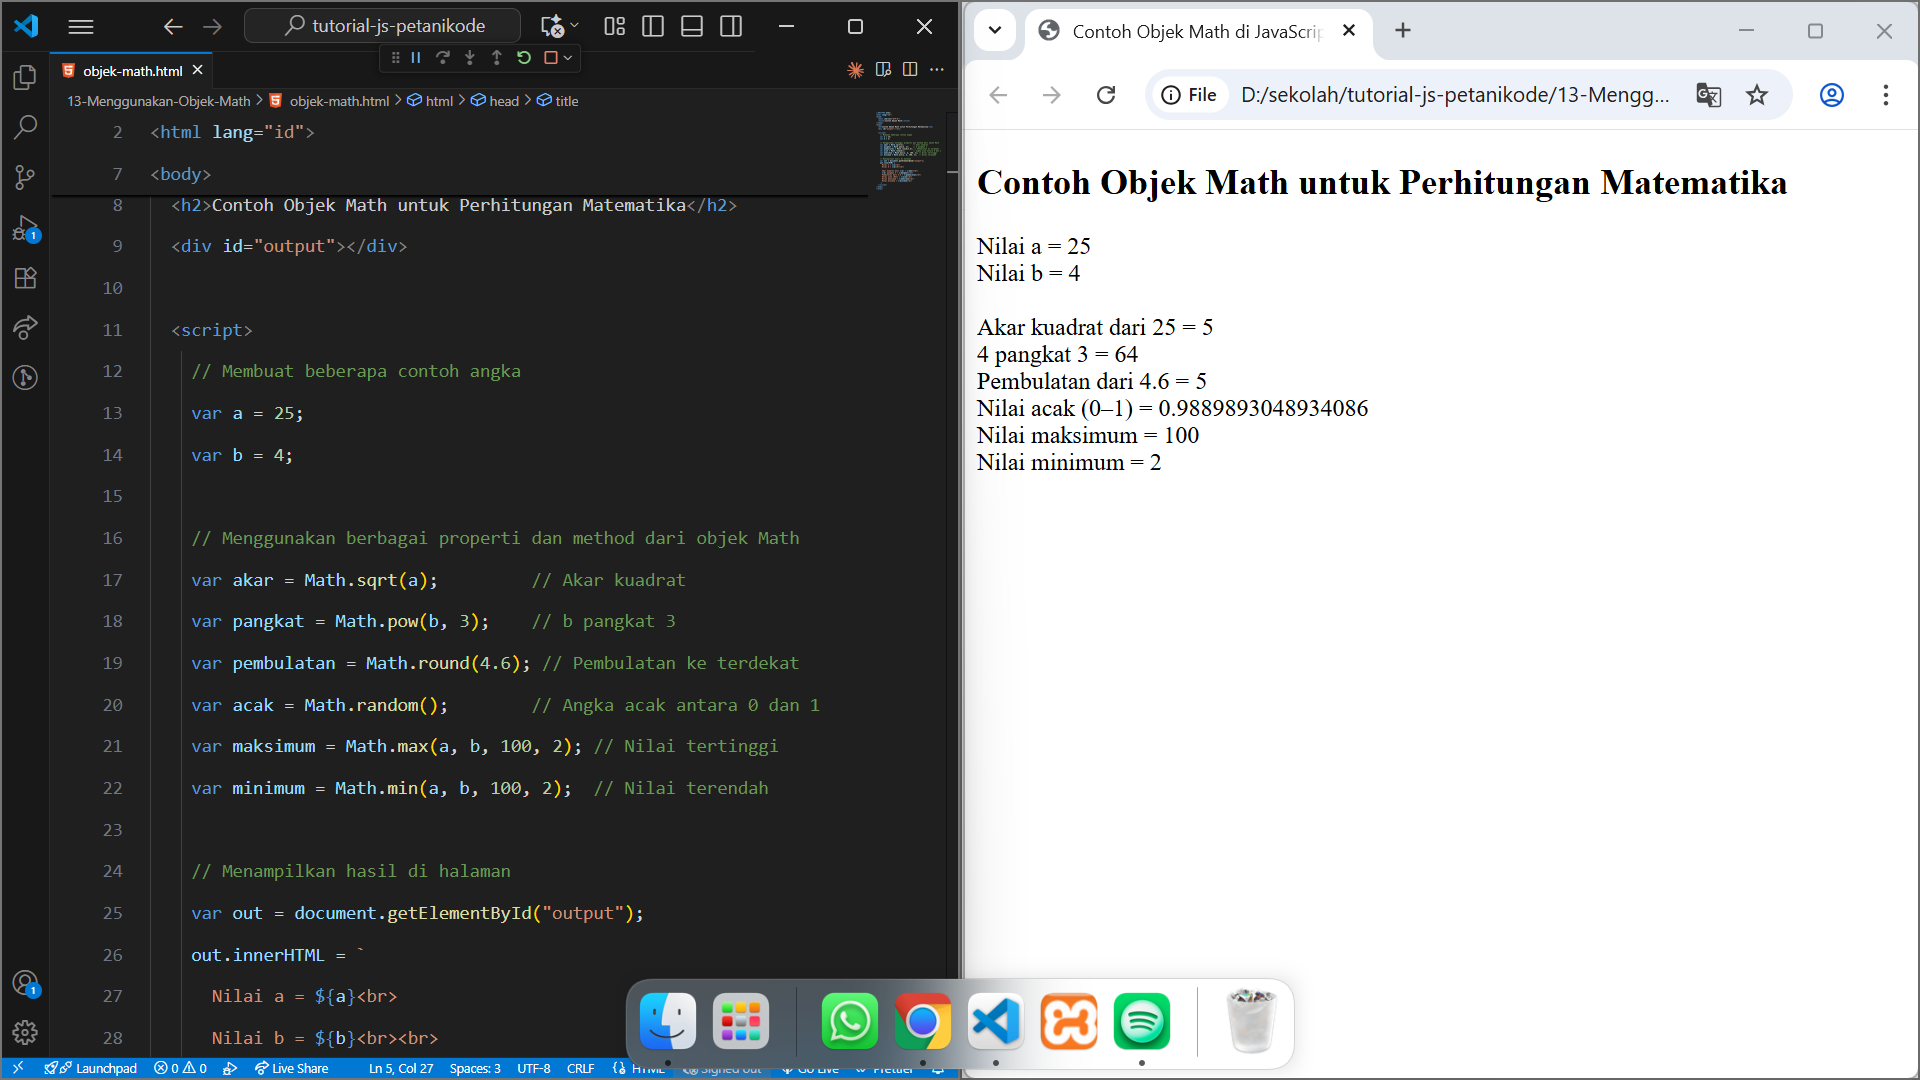 tutorial-js-petanikode
objek-math.html
13-Menggunakan-Objek-Math > objek-math.html > html > head > title
2 <html lang="id">
7 <body>
8 <h2>Contoh Objek Math untuk Perhitungan Matematika</h2>
9 <div id="output"></div>
10
11 <script>
12 // Membuat beberapa contoh angka
13 var a = 25;
14 var b = 4;
15
16 // Menggunakan berbagai properti dan method dari objek Math
17 var akar = Math.sqrt(a); // Akar kuadrat
18 var pangkat = Math.pow(b, 3); // b pangkat 3
19 var pembulatan = Math.round(4.6); // Pembulatan ke terdekat
20 var acak = Math.random(); // Angka acak antara 0 dan 1
21 var maksimum = Math.max(a, b, 100, 2); // Nilai tertinggi
22 var minimum = Math.min(a, b, 100, 2); // Nilai terendah
23
24 // Menampilkan hasil di halaman
25 var out = document.getElementById("output");
26 out.innerHTML = `
27 Nilai a = ${a}<br>
28 Nilai b = ${b}<br><br>
1
1
Launchpad 0 0 Live Share Ln 5, Col 27 Spaces: 3 UTF-8 CRLF HTML Signed out Go Live Prettier
Contoh Objek Math di JavaScrip
File D:/sekolah/tutorial-js-petanikode/13-Mengg...
Contoh Objek Math untuk Perhitungan Matematika
Nilai a = 25
Nilai b = 4
Akar kuadrat dari 25 = 5
4 pangkat 3 = 64
Pembulatan dari 4.6 = 5
Nilai acak (0–1) = 0.9889893048934086
Nilai maksimum = 100
Nilai minimum = 2